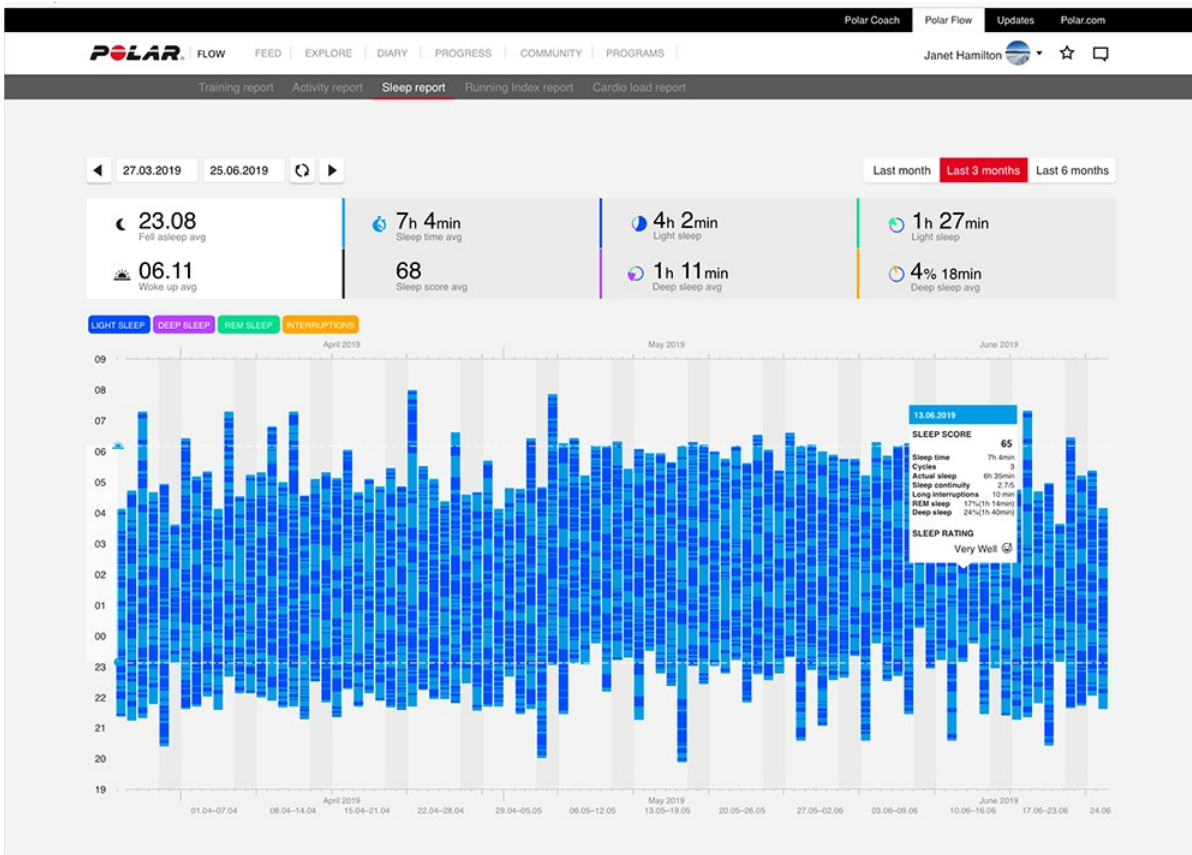 Polar Coach Polar Flow Updates Polar.com
POLAR. FLOW FEED EXPLORE DIARY PROGRESS COMMUNITY PROGRAMS Janet Hamilton
Training report Activity report Sleep report Running Index report Cardio load report
27.03.2019 25.06.2019 Last month Last 3 months Last 6 months
23.08 7h 4min 4h 2min 1h 27min
Fell asleep avg Sleep time avg Light sleep Light sleep
06.11 68 1h 11min 4% 18min
Woke up avg Sleep score avg Deep sleep avg Deep sleep avg
LIGHT SLEEP DEEP SLEEP REM SLEEP INTERRUPTIONS
April 2019 May 2019 June 2019
09
08
07
06
05
04
03
02
01
00
23
22
21
20
19
13.06.2019
SLEEP SCORE
65
Sleep time 7h 4min
Cycles 3
Actual sleep 6h 35min
Sleep continuity 2.7/5
Long interruptions 10 min
REM sleep 17%(1h 14min)
Deep sleep 24%(1h 40min)
SLEEP RATING
Very Well
April 2019 May 2019 June 2019
01.04–07.04 08.04–14.04 15.04–21.04 22.04–28.04 29.04–05.05 06.05–12.05 13.05–19.05 20.05–26.05 27.05–02.06 03.06–09.06 10.06–16.06 17.06–23.06 24.06